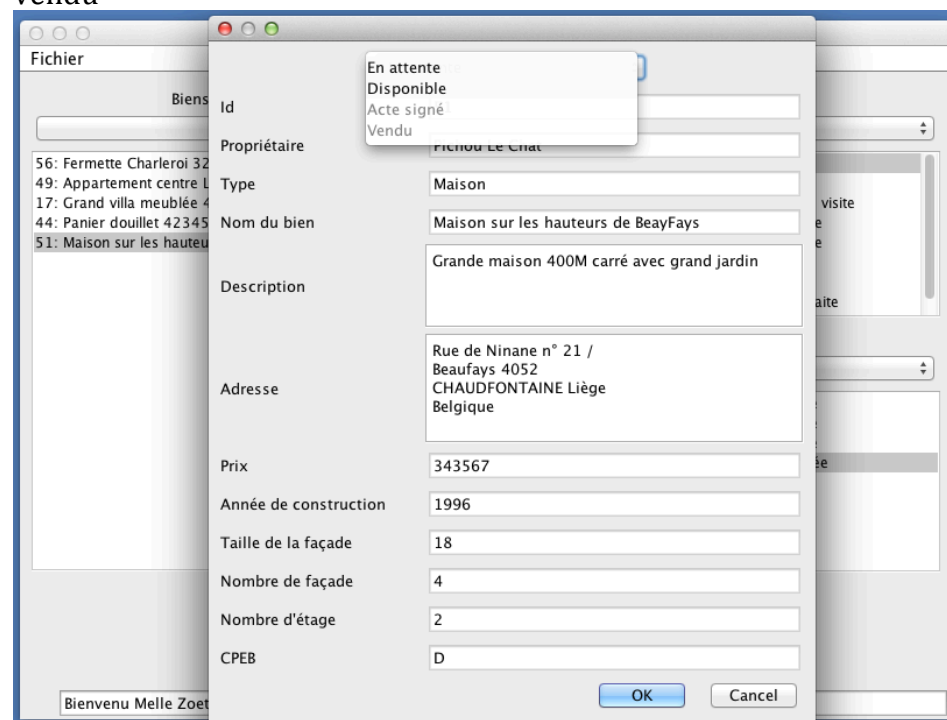 Vendu
Fichier
Biens
56: Fermette Charleroi 32
49: Appartement centre L
17: Grand villa meublée 4
44: Panier douillet 42345
51: Maison sur les hauteu
En attente
Disponible
Acte signé
Vendu
Id
Propriétaire
Pichou Le Chat
Type
Maison
Nom du bien
Maison sur les hauteurs de BeayFays
Description
Grande maison 400M carré avec grand jardin
Adresse
Rue de Ninane n° 21 /
Beaufays 4052
CHAUDFONTAINE Liège
Belgique
Prix
343567
Année de construction
1996
Taille de la façade
18
Nombre de façade
4
Nombre d'étage
2
CPEB
D
OK
Cancel
visite
e
e
aite
ée
Bienvenu Melle Zoet